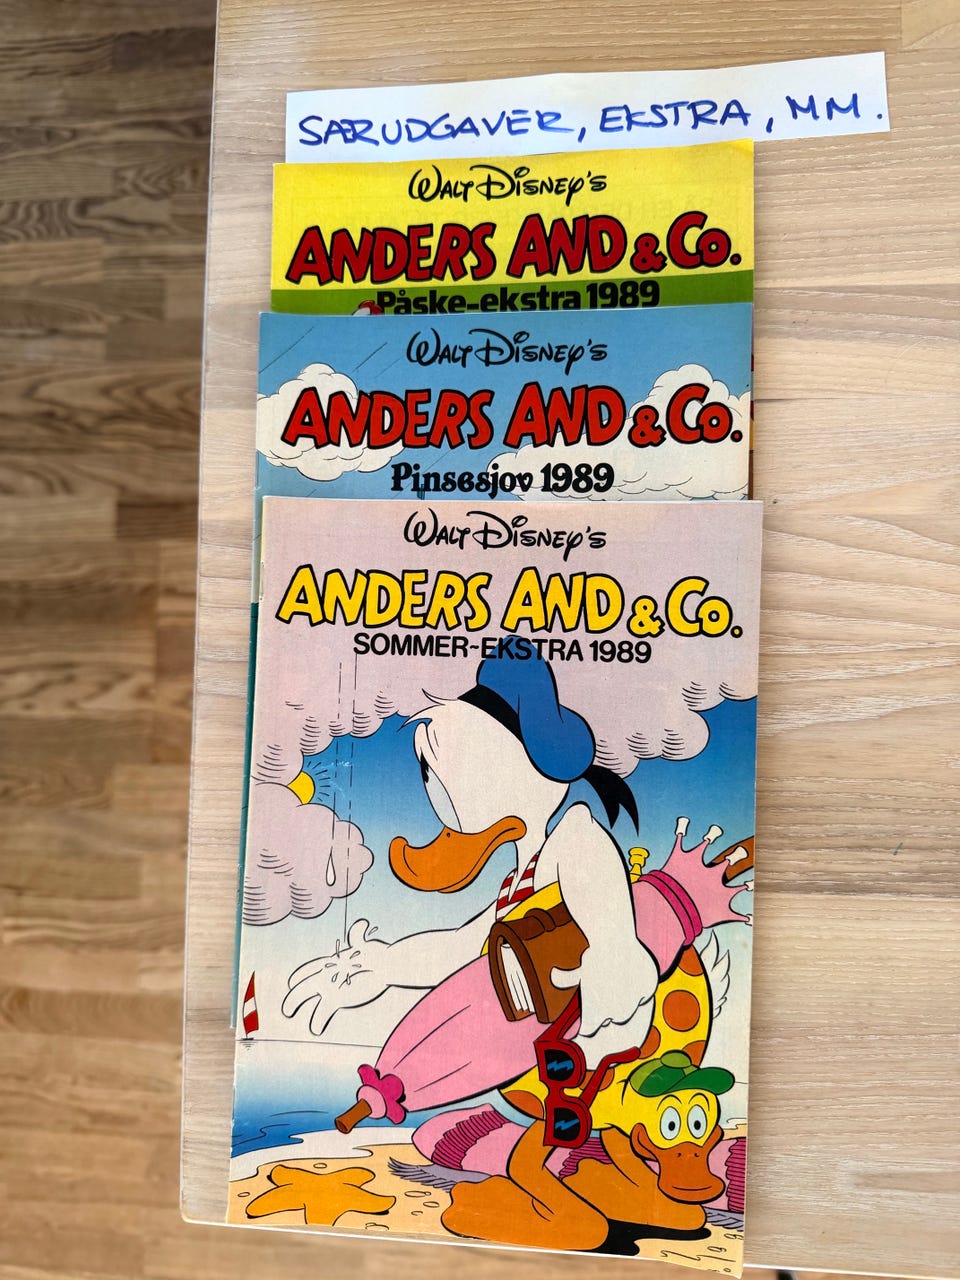 SÆRUDGAVER, EKSTRA, MM.
WALT DISNEY'S
ANDERS AND & Co.
Påske-ekstra 1989
WALT DISNEY'S
ANDERS AND & Co.
Pinsesjov 1989
WALT DISNEY'S
ANDERS AND & Co.
SOMMER-EKSTRA 1989